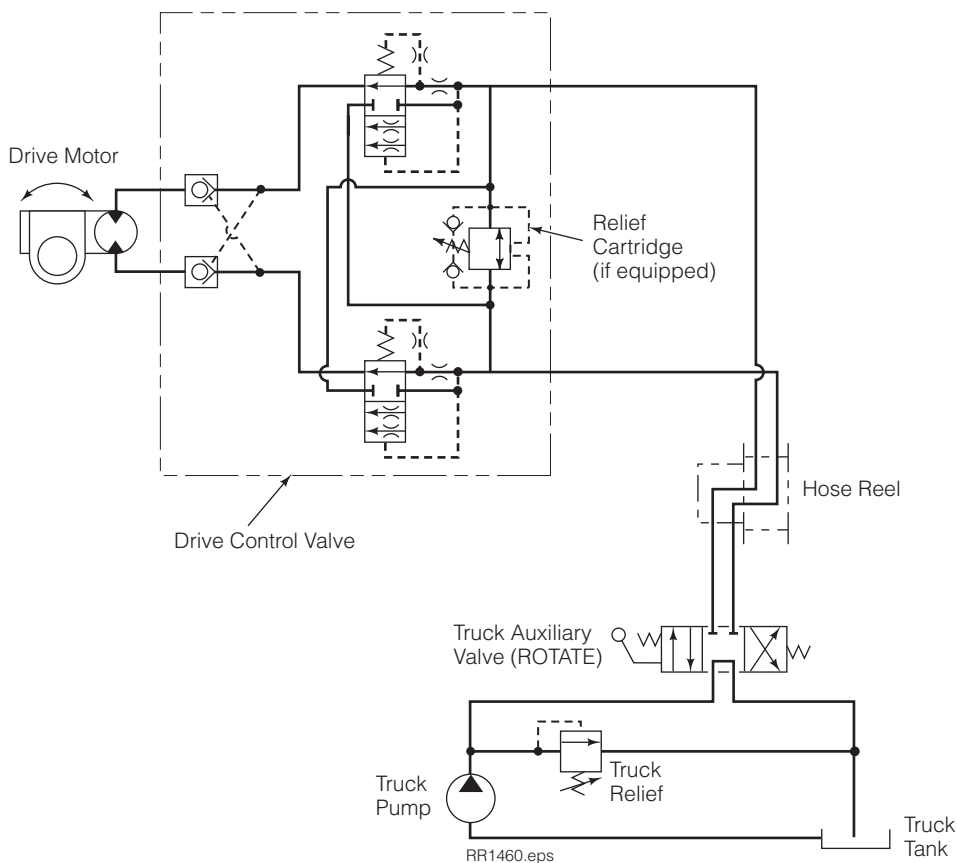 Drive Motor
Relief
Cartridge
(if equipped)
Hose Reel
Drive Control Valve
Truck Auxiliary
Valve (ROTATE)
Truck
Pump
Truck
Relief
Truck
Tank
RR1460.eps